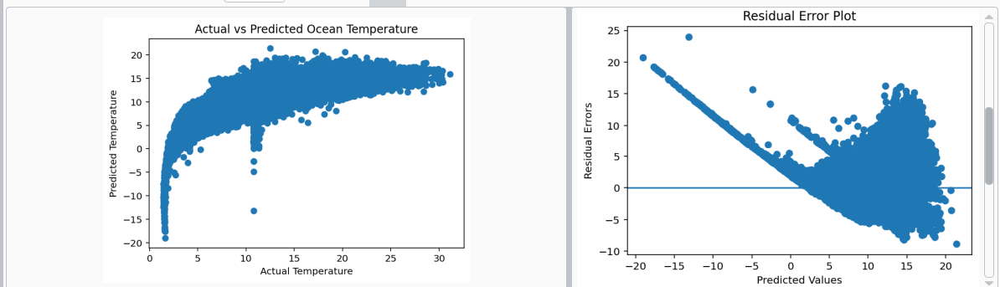 Actual vs Predicted Ocean Temperature
Predicted Temperature
20
15
10
5
0
−5
−10
−15
−20
0 5 10 15 20 25 30
Actual Temperature
Residual Error Plot
Residual Errors
25
20
15
10
5
0
−5
−10
−20 −15 −10 −5 0 5 10 15 20
Predicted Values